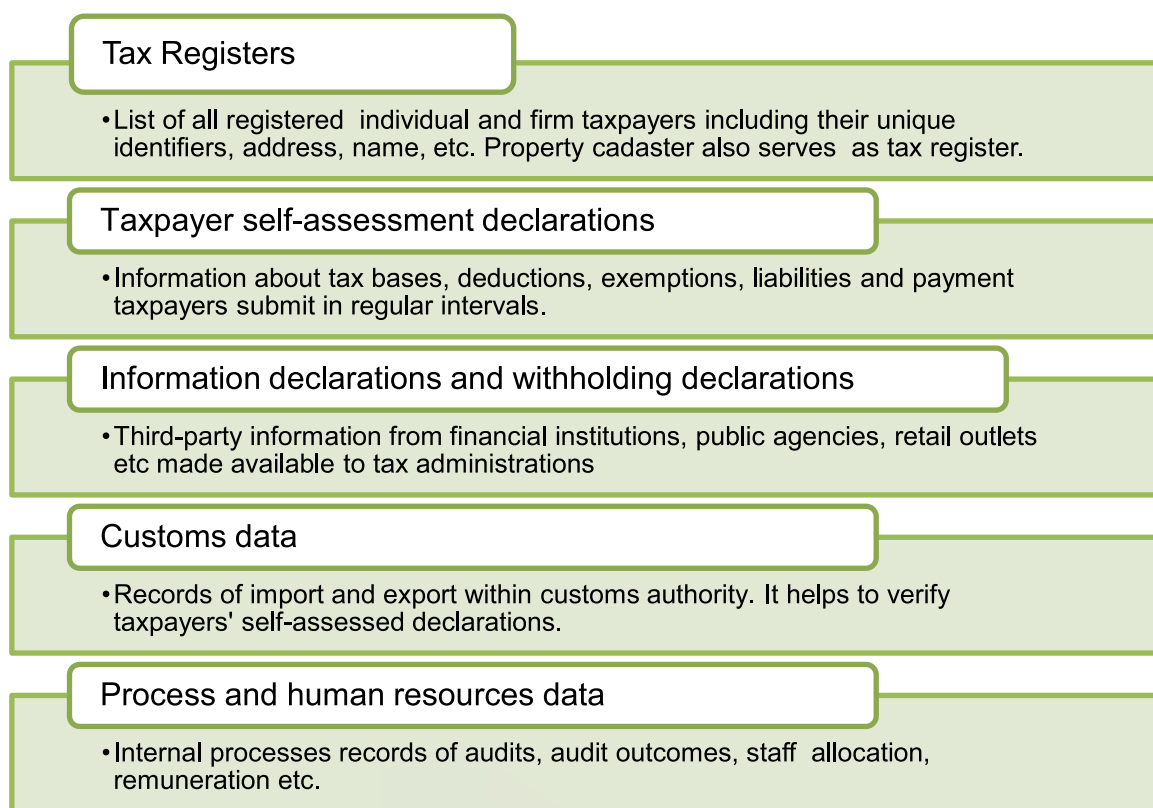 Tax Registers
•List of all registered individual and firm taxpayers including their unique
identifiers, address, name, etc. Property cadaster also serves as tax register.
Taxpayer self-assessment declarations
•Information about tax bases, deductions, exemptions, liabilities and payment
taxpayers submit in regular intervals.
Information declarations and withholding declarations
•Third-party information from financial institutions, public agencies, retail outlets
etc made available to tax administrations
Customs data
•Records of import and export within customs authority. It helps to verify
taxpayers' self-assessed declarations.
Process and human resources data
•Internal processes records of audits, audit outcomes, staff allocation,
remuneration etc.